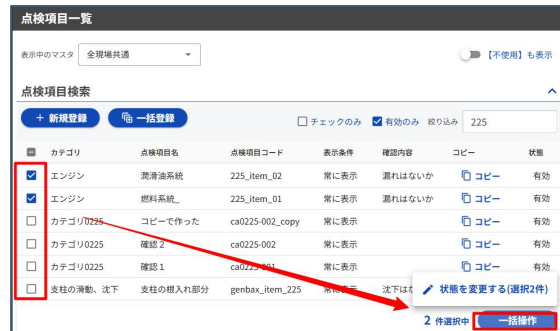 点検項目一覧
表示中のマスタ 全現場共通 【不使用】も表示
点検項目検索
+ 新規登録 一括登録 チェックのみ 有効のみ 絞り込み 225
カテゴリ 点検項目名 点検項目コード 表示条件 確認内容 コピー 状態
エンジン 潤滑油系統 225_item_02 常に表示 漏れはないか コピー 有効
エンジン 燃料系統_ 225_item_01 常に表示 漏れはないか コピー 有効
カテゴリ0225 コピーで作った ca0225-002_copy 常に表示 コピー 有効
カテゴリ0225 確認２ ca0225-002 常に表示 コピー 有効
カテゴリ0225 確認１ ca0225-001 常に表示
支柱の滑動、沈下 支柱の根入れ部分 genbax_item_225 常に表示 沈下はな
状態を変更する(選択2件)
2 件選択中 一括操作